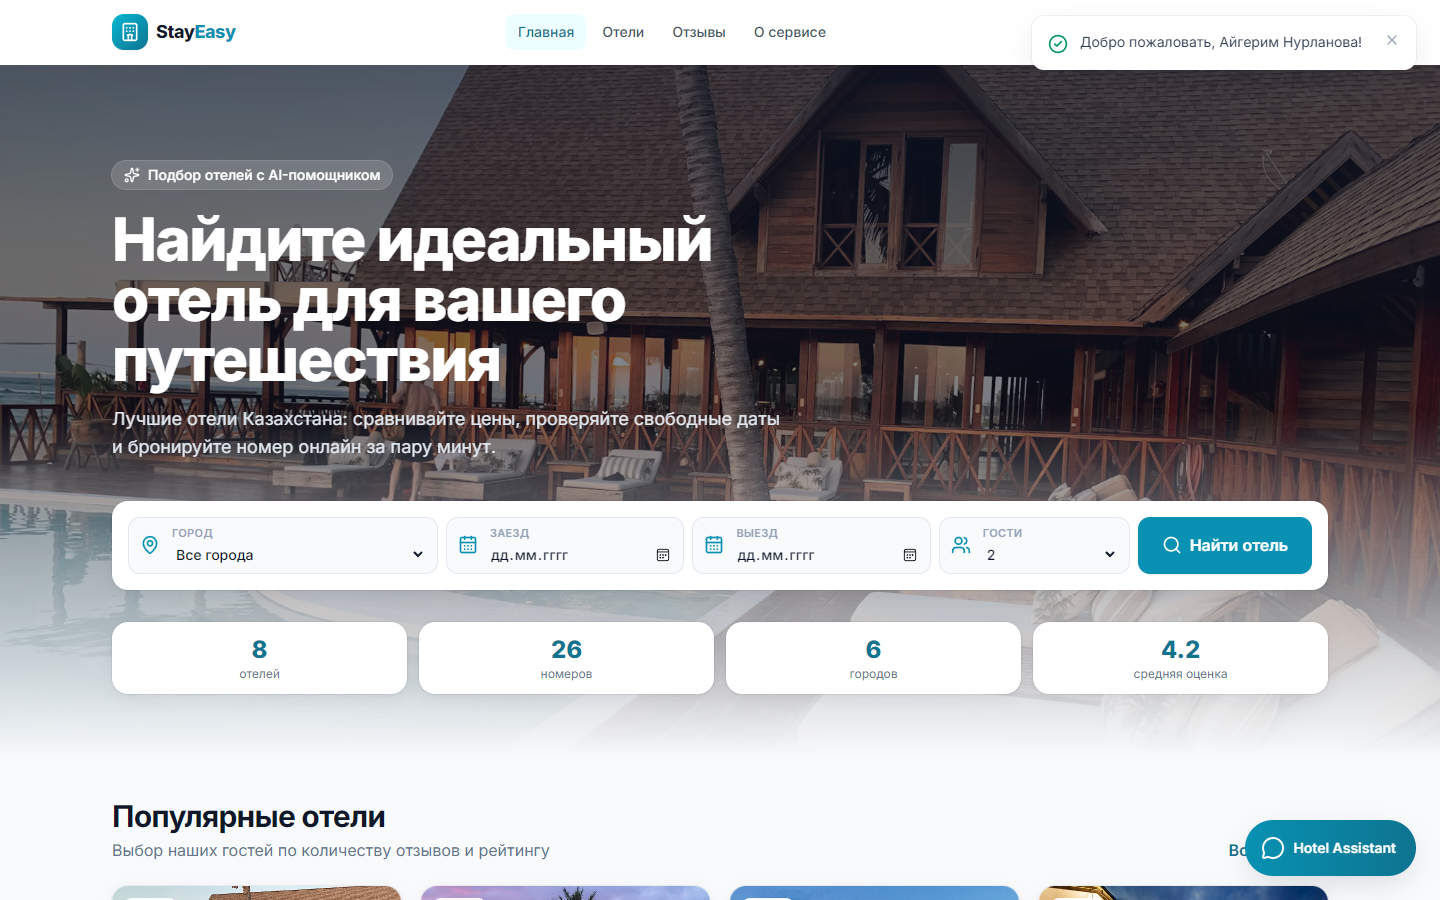 StayEasy
Главная
Отели
Отзывы
О сервисе
Добро пожаловать, Айгерим Нурланова!
Подбор отелей с AI-помощником
Найдите идеальный
отель для вашего
путешествия
Лучшие отели Казахстана: сравнивайте цены, проверяйте свободные даты
и бронируйте номер онлайн за пару минут.
ГОРОД
Все города
ЗАЕЗД
дд.мм.гггг
ВЫЕЗД
дд.мм.гггг
ГОСТИ
2
Найти отель
8
отелей
26
номеров
6
городов
4.2
средняя оценка
Популярные отели
Выбор наших гостей по количеству отзывов и рейтингу
Hotel Assistant